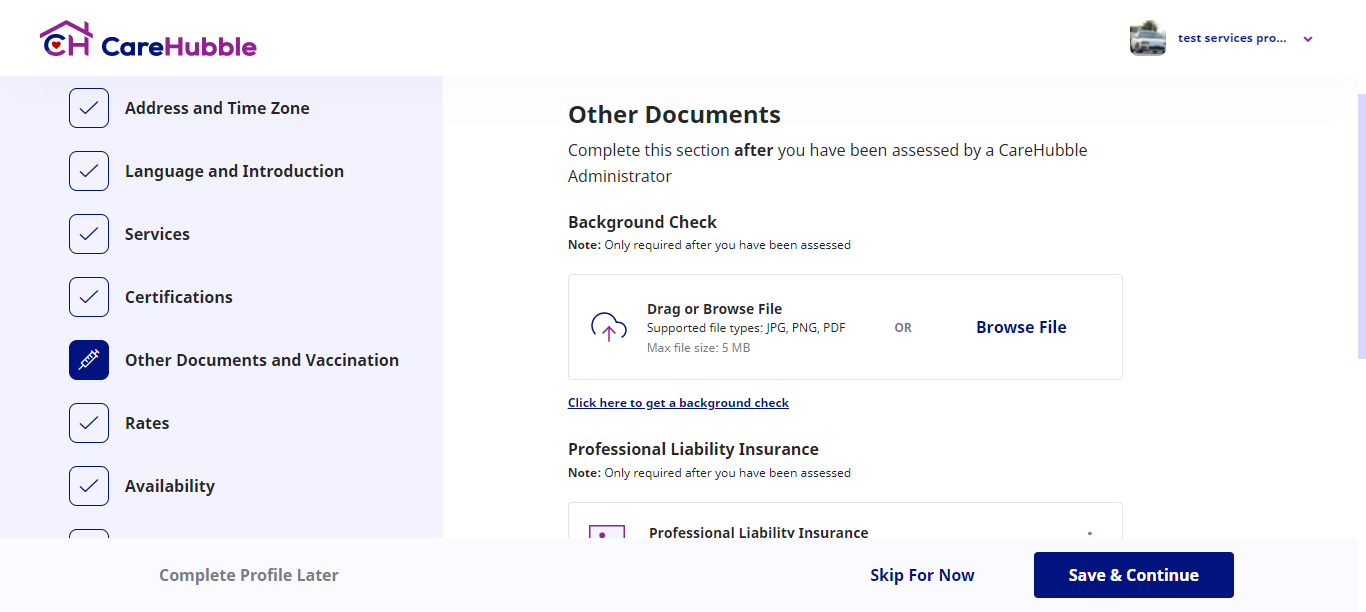 CH CareHubble
test services pro...
Address and Time Zone
Language and Introduction
Services
Certifications
Other Documents and Vaccination
Rates
Availability
Other Documents
Complete this section after you have been assessed by a CareHubble
Administrator
Background Check
Note: Only required after you have been assessed
Drag or Browse File
Supported file types: JPG, PNG, PDF
Max file size: 5 MB
OR
Browse File
Click here to get a background check
Professional Liability Insurance
Note: Only required after you have been assessed
Professional Liability Insurance
Complete Profile Later
Skip For Now
Save & Continue